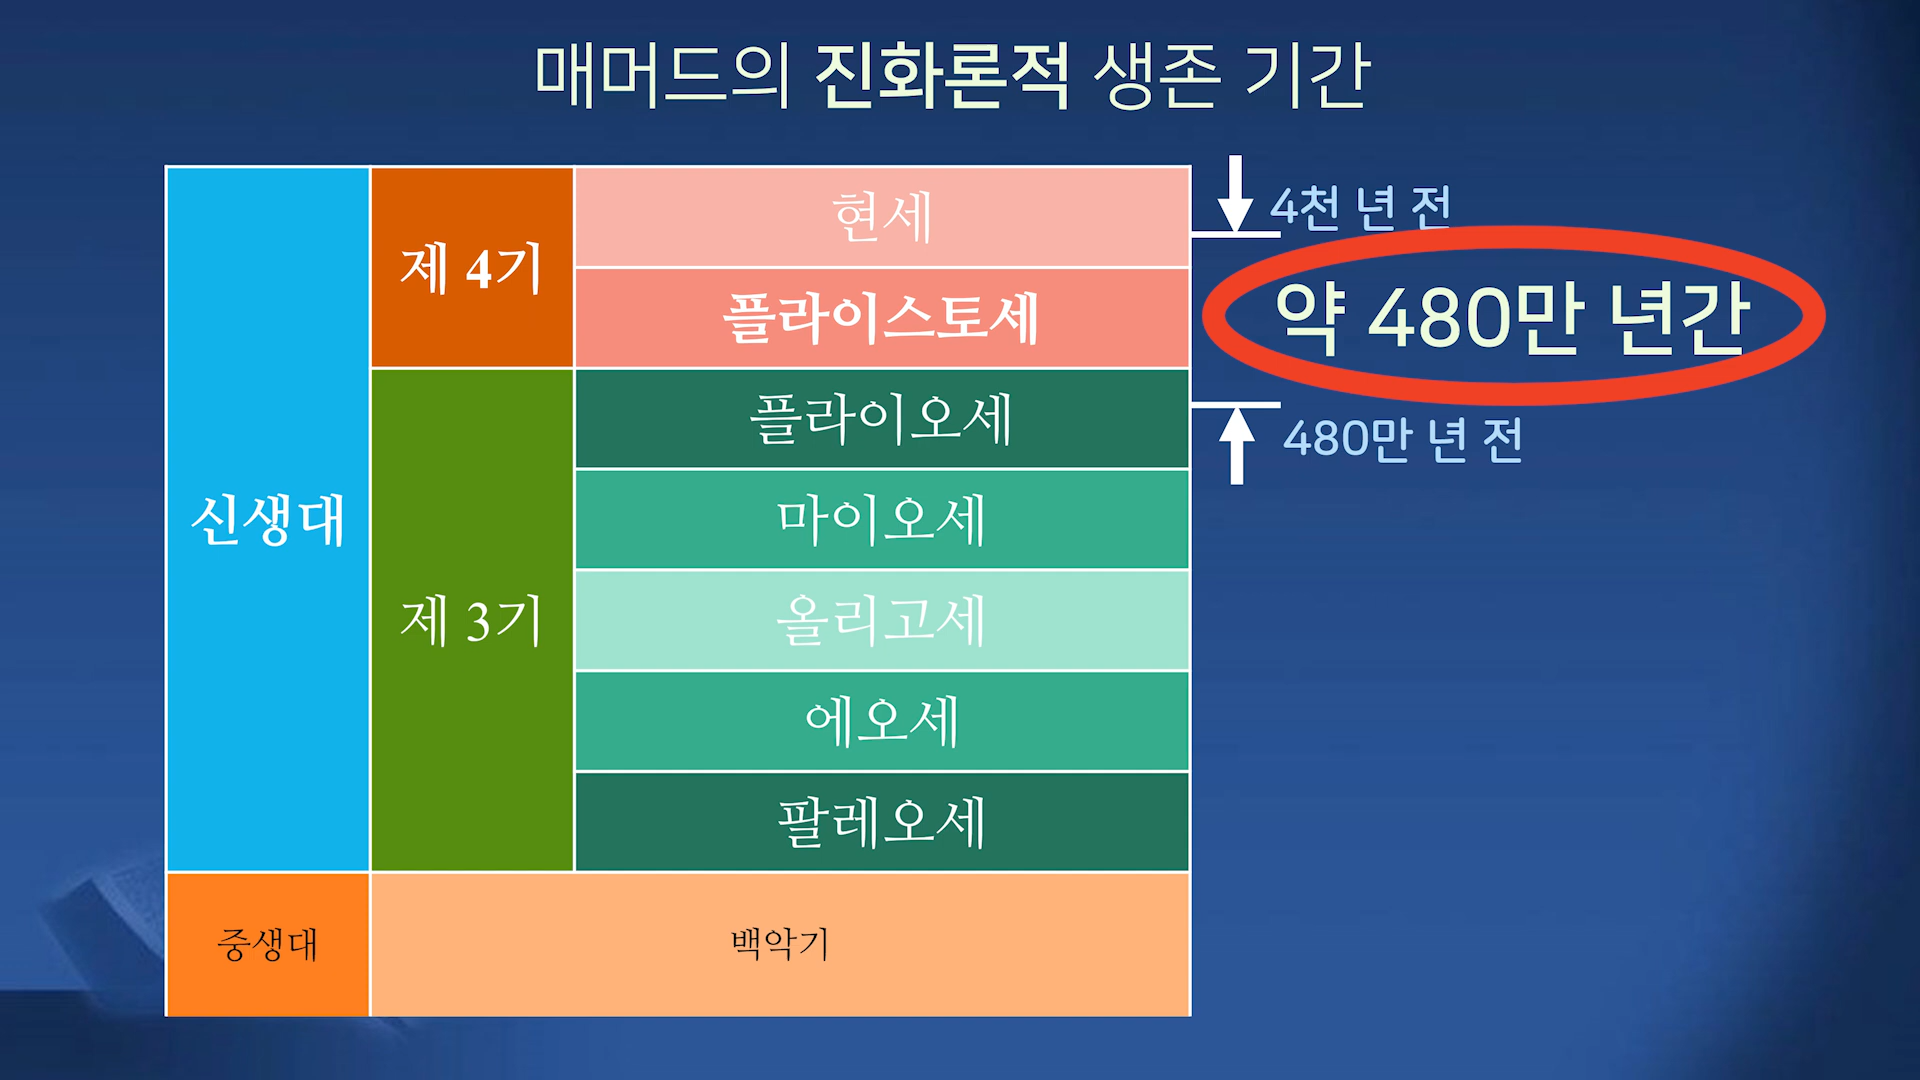 매머드의 진화론적 생존 기간
신생대
제 4기
현세
플라이스토세
제 3기
플라이오세
마이오세
올리고세
에오세
팔레오세
중생대
백악기
4천 년 전
약 480만 년간
480만 년 전